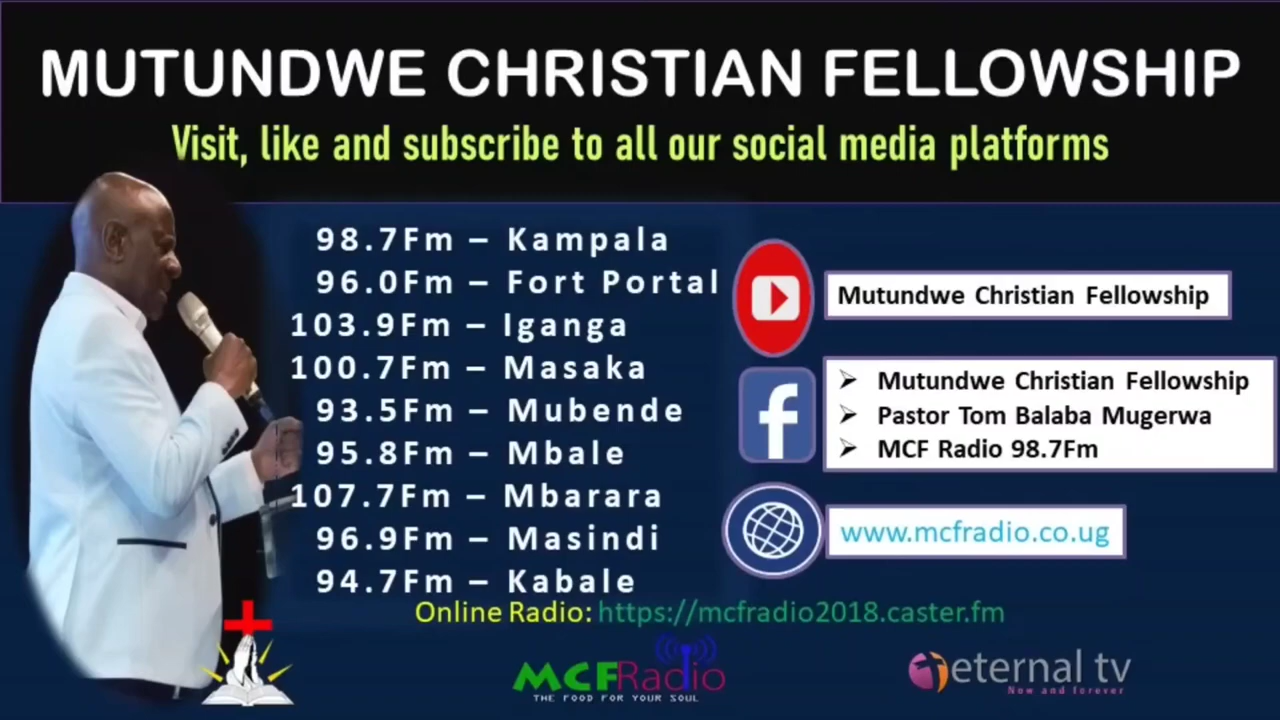 MUTUNDWE CHRISTIAN FELLOWSHIP
Visit, like and subscribe to all our social media platforms
98.7Fm – Kampala
96.0Fm – Fort Portal
103.9Fm – Iganga
100.7Fm – Masaka
93.5Fm – Mubende
95.8Fm – Mbale
107.7Fm – Mbarara
96.9Fm – Masindi
94.7Fm – Kabale
Mutundwe Christian Fellowship
f
➢ Mutundwe Christian Fellowship
➢ Pastor Tom Balaba Mugerwa
➢ MCF Radio 98.7Fm
www.mcfradio.co.ug
Online Radio: https://mcfradio2018.caster.fm
MCFRadio
THE FOOD FOR YOUR SOUL
eternal tv
Now and forever